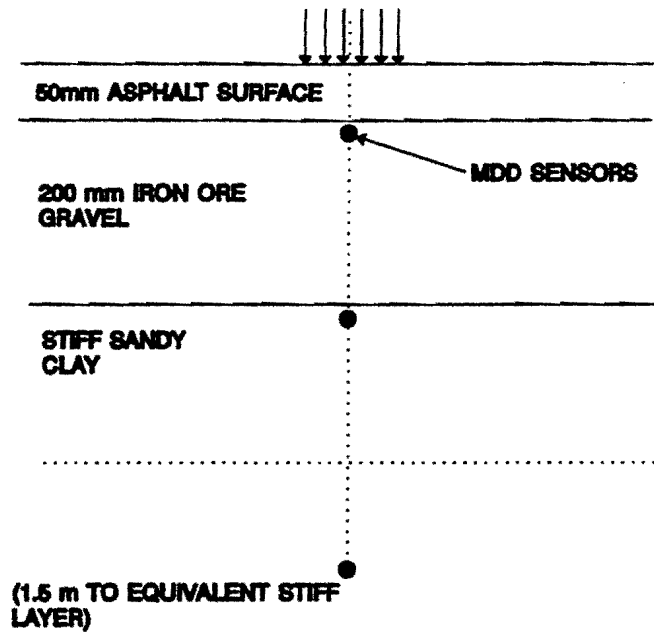 50mm ASPHALT SURFACE
MDD SENSORS
200 mm IRON ORE
GRAVEL
STIFF SANDY
CLAY
(1.5 m TO EQUIVALENT STIFF
LAYER)